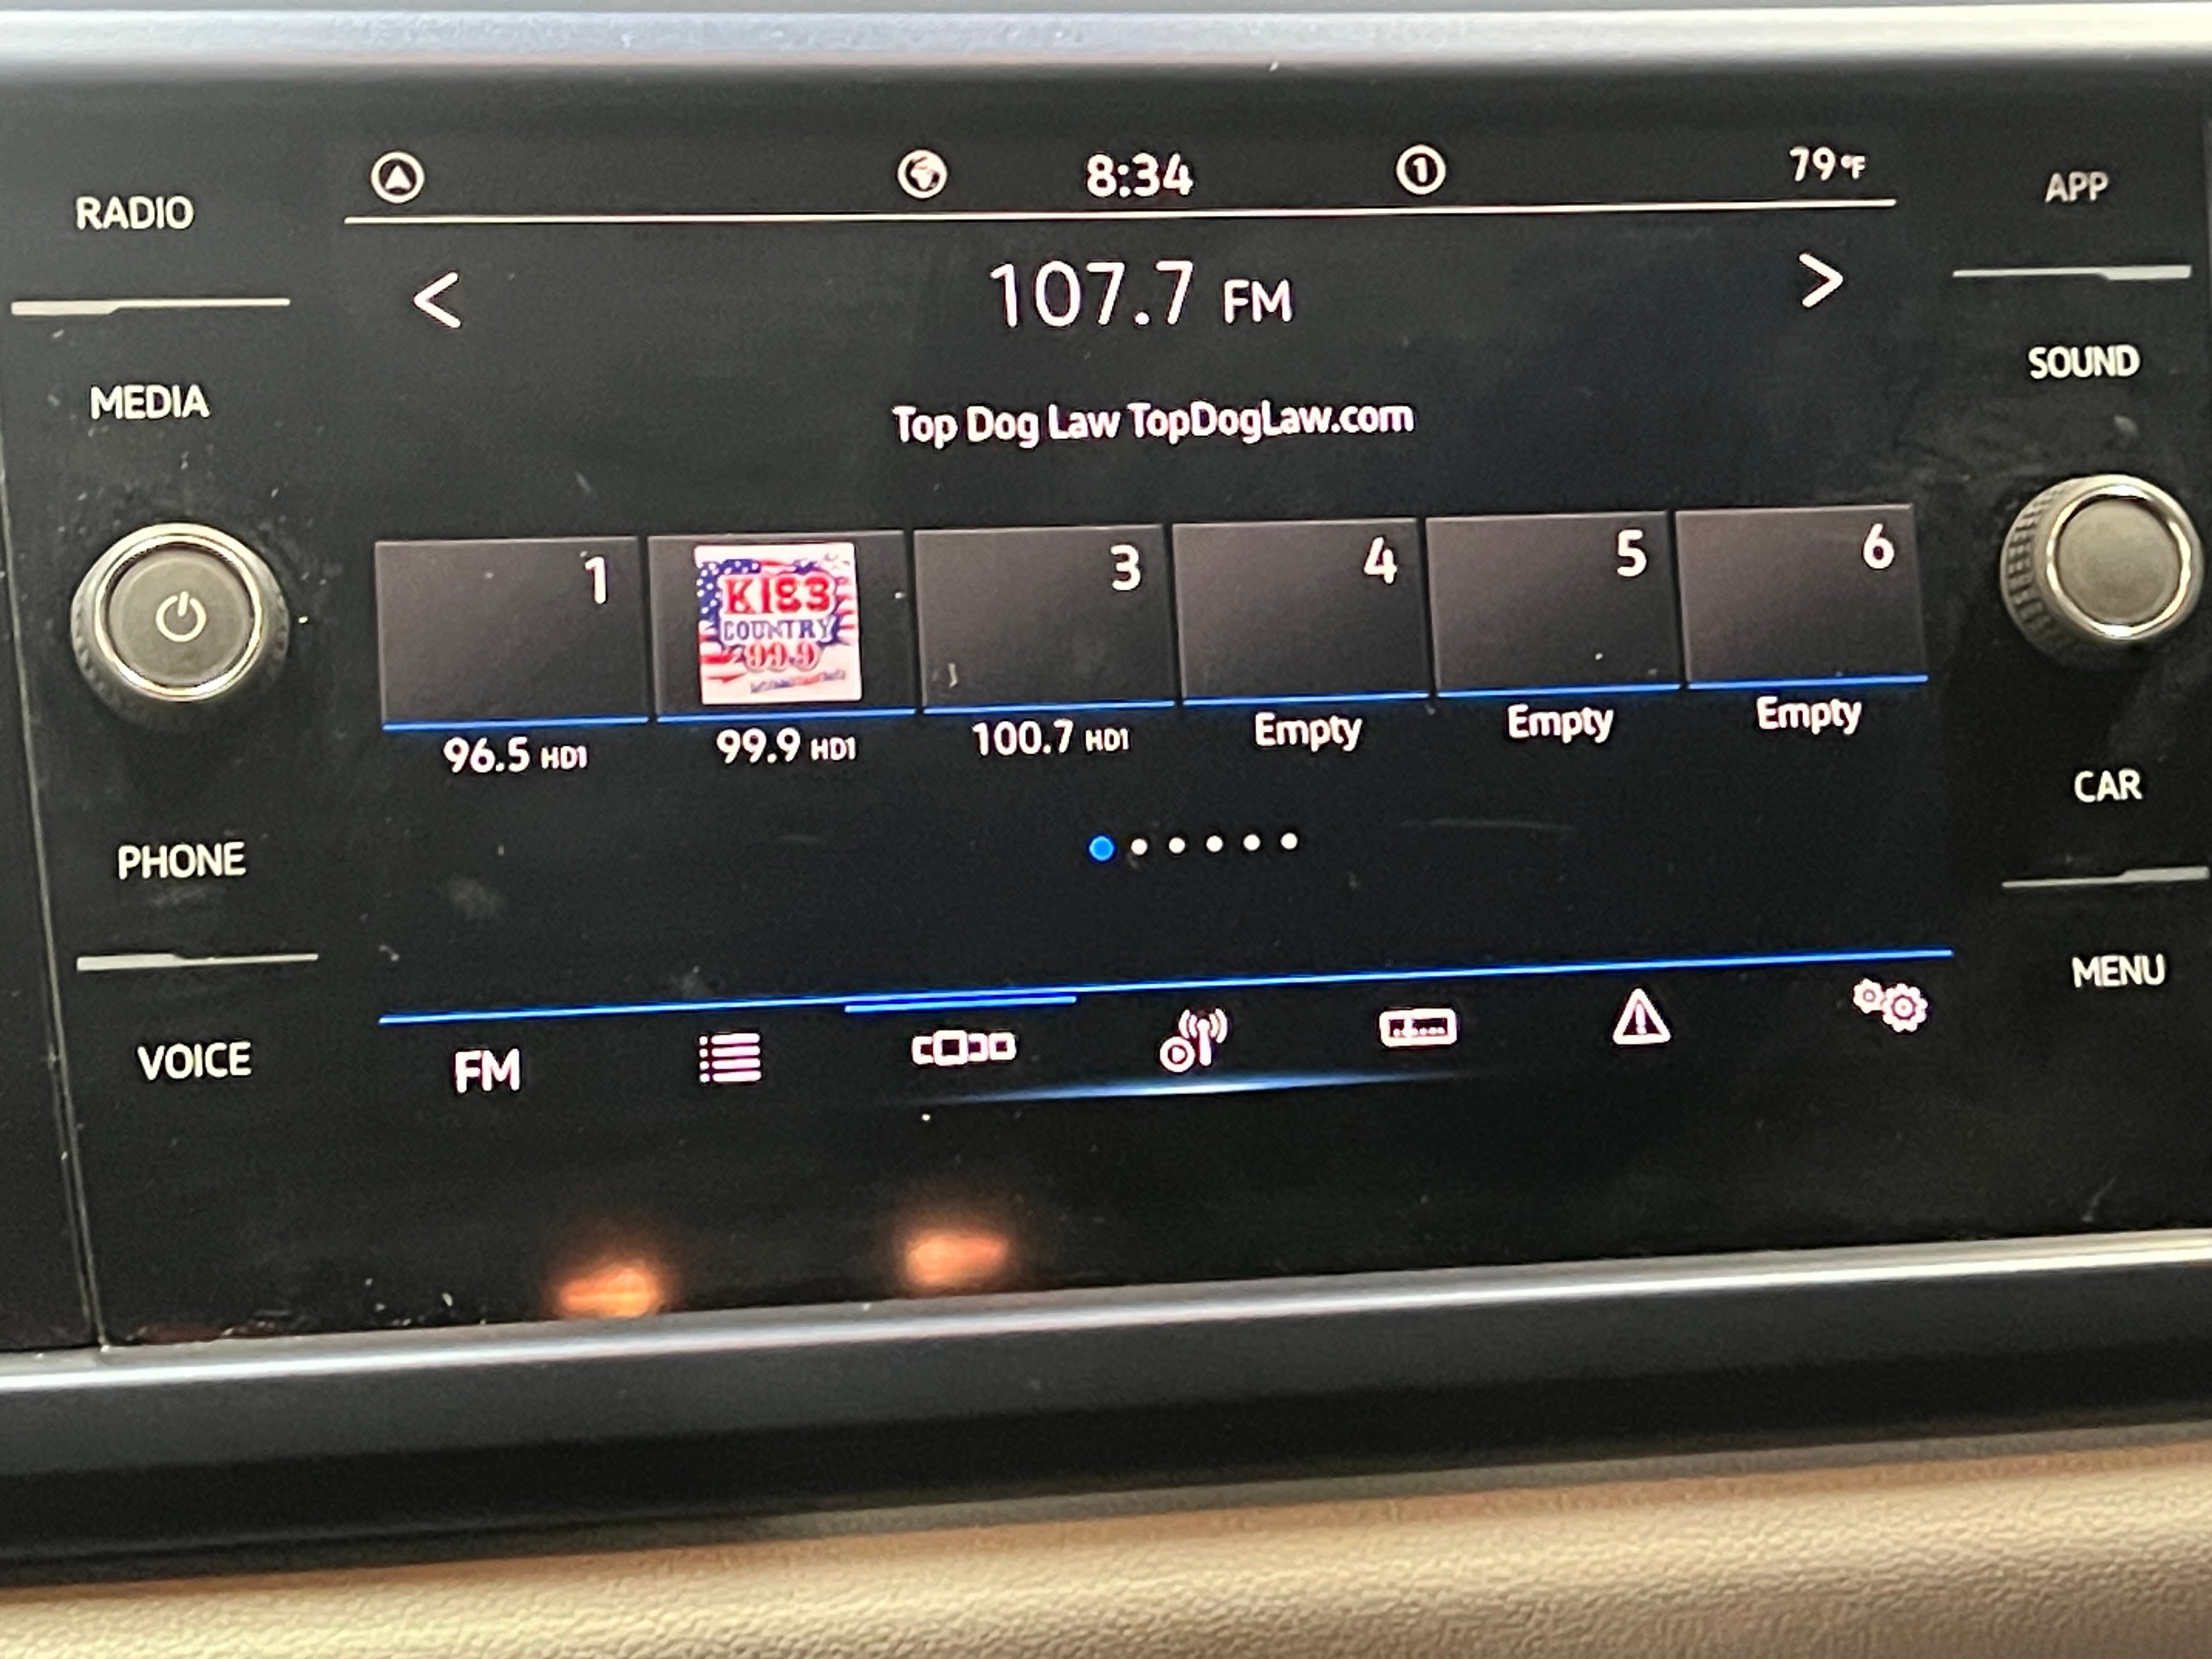 8:34
1
79°F
RADIO
APP
107.7 FM
SOUND
MEDIA
Top Dog Law TopDogLaw.com
1
3
4
5
6
KISS
COUNTRY
99.9
96.5 HD1
99.9 HD1
100.7 HD1
Empty
Empty
Empty
CAR
PHONE
MENU
VOICE
FM